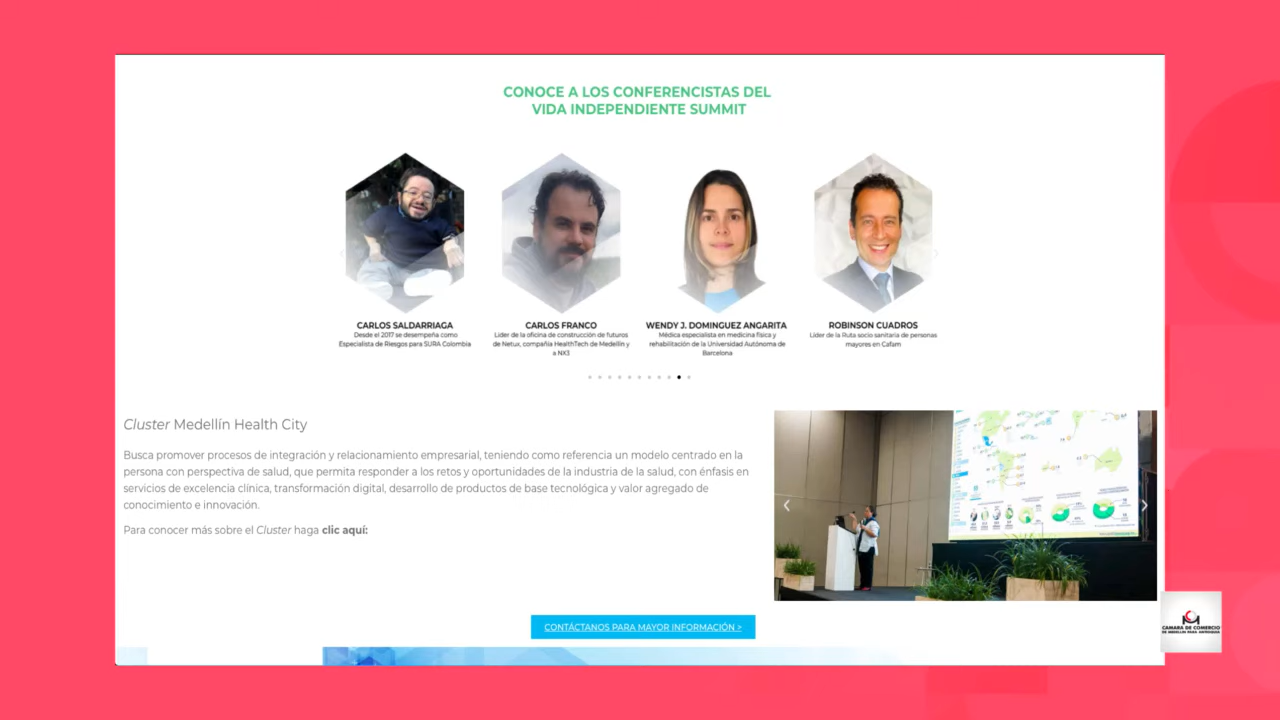 CONOCE A LOS CONFERENCISTAS DEL
VIDA INDEPENDIENTE SUMMIT
CARLOS SALDARRIAGA
Desde el 2017 se desempeña como
Especialista de Riesgos para SURA Colombia
CARLOS FRANCO
Líder de la oficina de construcción de futuros
de Netux, compañía HealthTech de Medellín y
a NX3
WENDY J. DOMINGUEZ ANGARITA
Médica especialista en medicina física y
rehabilitación de la Universidad Autónoma de
Barcelona
ROBINSON CUADROS
Líder de la Ruta socio sanitaria de personas
mayores en Cafam
Cluster Medellín Health City
Busca promover procesos de integración y relacionamiento empresarial, teniendo como referencia un modelo centrado en la
persona con perspectiva de salud, que permita responder a los retos y oportunidades de la industria de la salud, con énfasis en
servicios de excelencia clínica, transformación digital, desarrollo de productos de base tecnológica y valor agregado de
conocimiento e innovación.
Para conocer más sobre el Cluster haga clic aquí:
CONTÁCTANOS PARA MAYOR INFORMACIÓN >
CAMARA DE COMERCIO
DE MEDELLIN PARA ANTIOQUIA